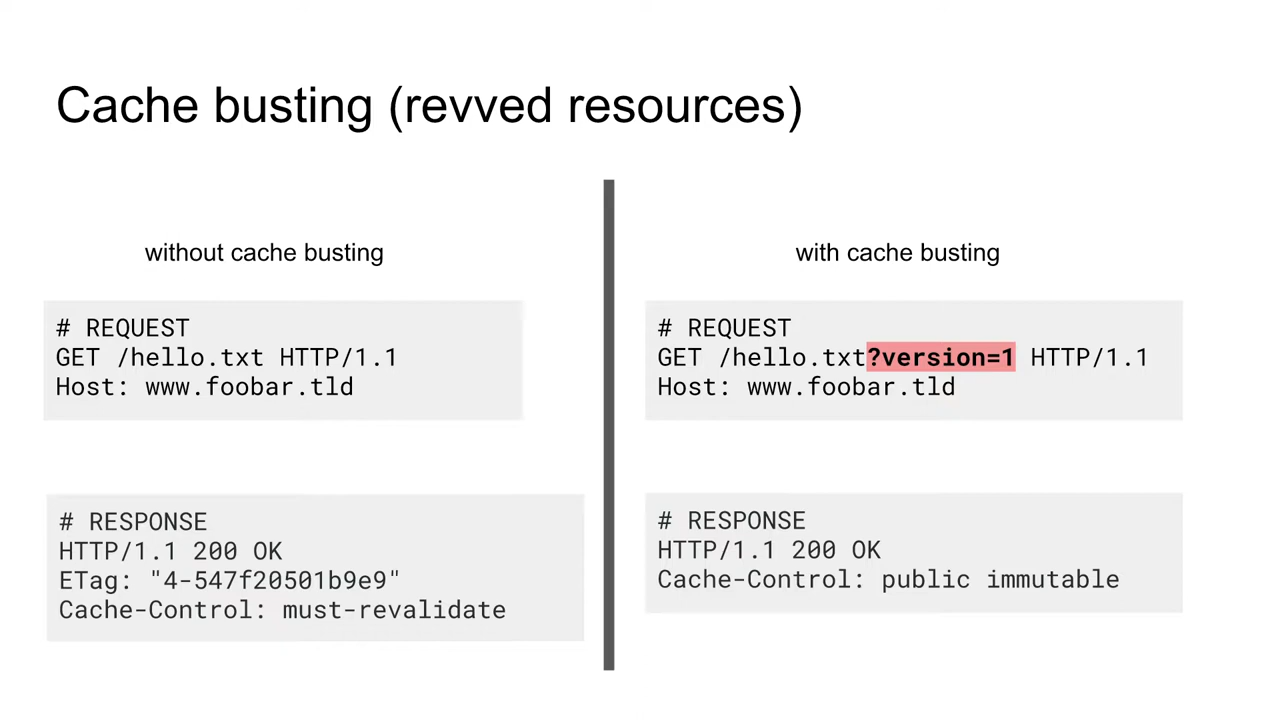 Cache busting (revved resources)
without cache busting
# REQUEST
GET /hello.txt HTTP/1.1
Host: www.foobar.tld
# RESPONSE
HTTP/1.1 200 OK
ETag: "4-547f20501b9e9"
Cache-Control: must-revalidate
with cache busting
# REQUEST
GET /hello.txt?version=1 HTTP/1.1
Host: www.foobar.tld
# RESPONSE
HTTP/1.1 200 OK
Cache-Control: public immutable